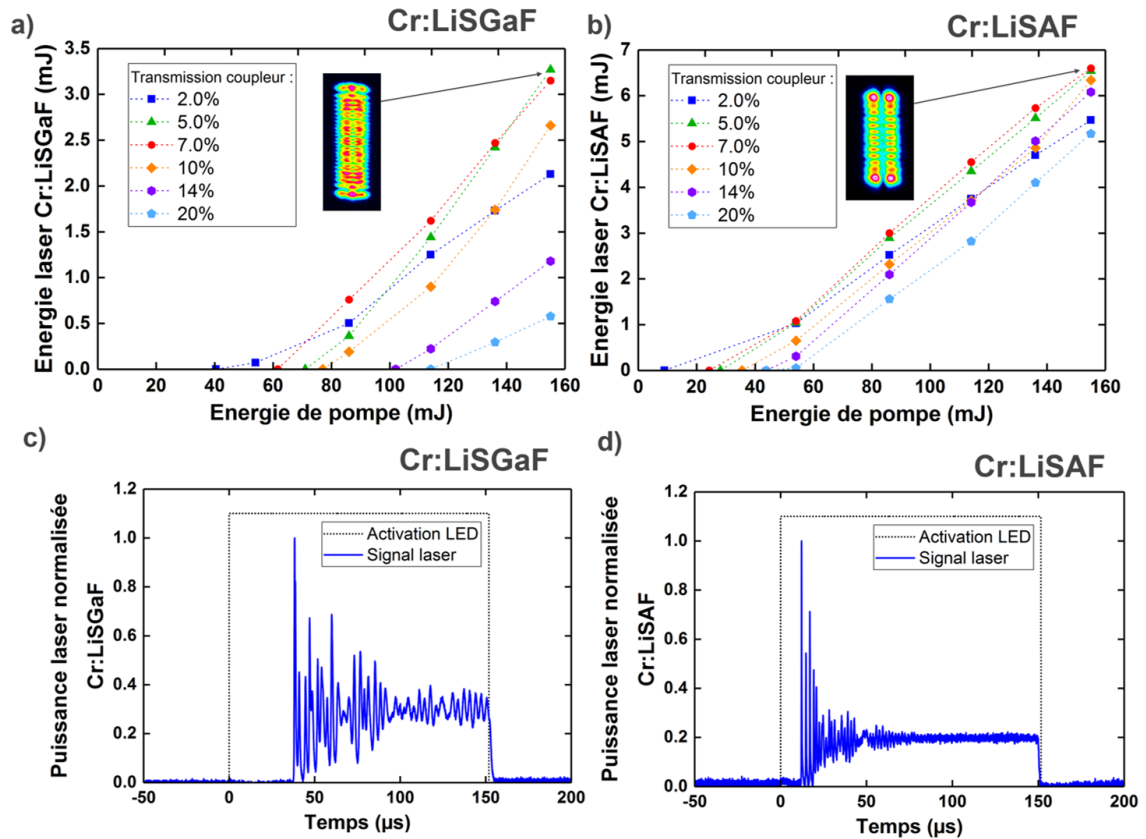 a)
Cr:LiSGaF
Energie laser Cr:LiSGaF (mJ)
3.5
3.0
2.5
2.0
1.5
1.0
0.5
0.0
Transmission coupleur :
2.0%
5.0%
7.0%
10%
14%
20%
0 20 40 60 80 100 120 140 160
Energie de pompe (mJ)
b)
Cr:LiSAF
Energie laser Cr:LiSAF (mJ)
7
6
5
4
3
2
1
0
Transmission coupleur :
2.0%
5.0%
7.0%
10%
14%
20%
0 20 40 60 80 100 120 140 160
Energie de pompe (mJ)
c)
Cr:LiSGaF
Puissance laser normalisée
Cr:LiSGaF
1.2
1.0
0.8
0.6
0.4
0.2
0.0
Activation LED
Signal laser
-50 0 50 100 150 200
Temps (µs)
d)
Cr:LiSAF
Puissance laser normalisée
Cr:LiSAF
1.2
1.0
0.8
0.6
0.4
0.2
0.0
Activation LED
Signal laser
-50 0 50 100 150 200
Temps (µs)